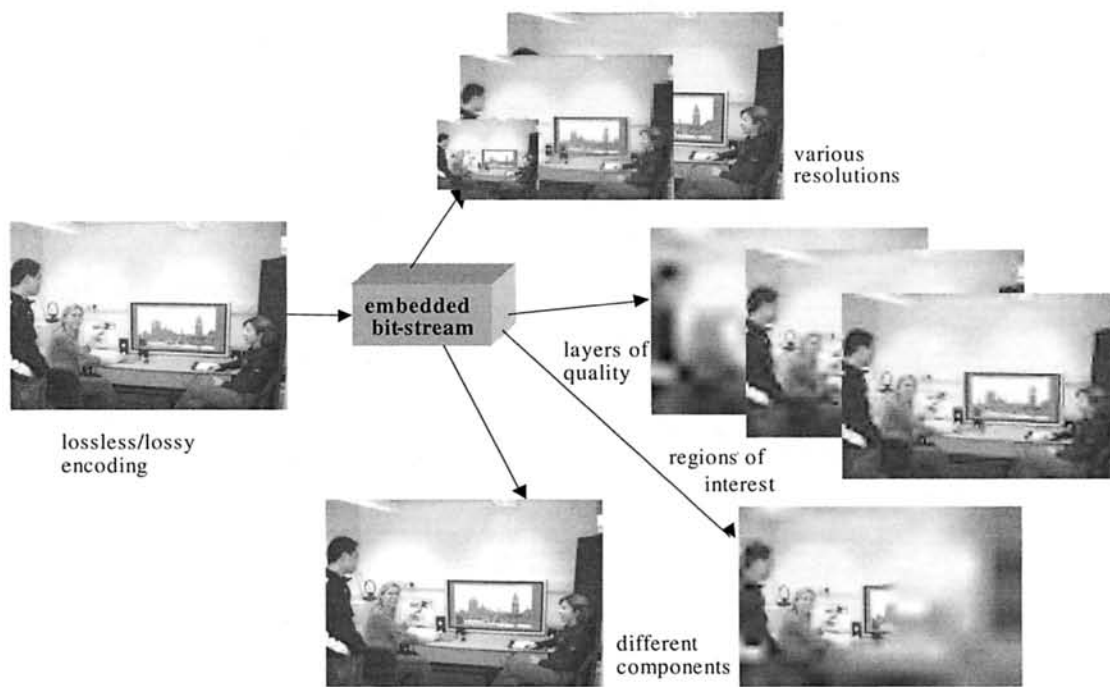 various
resolutions
embedded
bit-stream
layers of
quality
lossless/lossy
encoding
regions of
interest
different
components